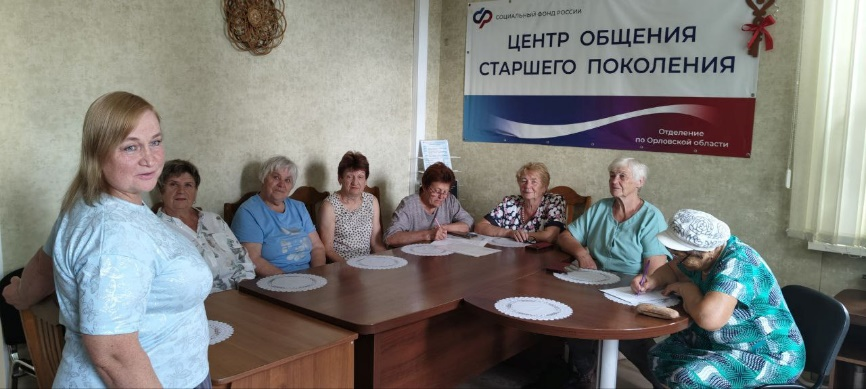 СОЦИАЛЬНЫЙ ФОНД РОССИИ
ЦЕНТР ОБЩЕНИЯ
СТАРШЕГО ПОКОЛЕНИЯ
Отделение
по Орловской области